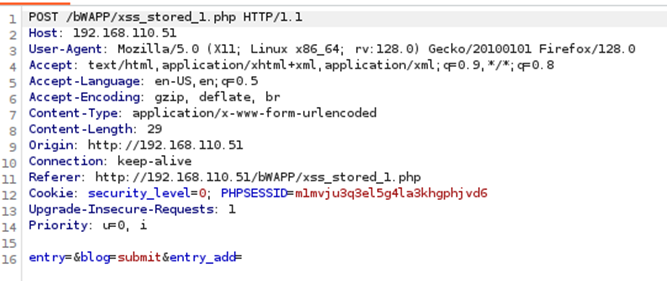 1 POST /bWAPP/xss_stored_1.php HTTP/1.1
2 Host: 192.168.110.51
3 User-Agent: Mozilla/5.0 (X11; Linux x86_64; rv:128.0) Gecko/20100101 Firefox/128.0
4 Accept: text/html,application/xhtml+xml,application/xml;q=0.9,*/*;q=0.8
5 Accept-Language: en-US,en;q=0.5
6 Accept-Encoding: gzip, deflate, br
7 Content-Type: application/x-www-form-urlencoded
8 Content-Length: 29
9 Origin: http://192.168.110.51
10 Connection: keep-alive
11 Referer: http://192.168.110.51/bWAPP/xss_stored_1.php
12 Cookie: security_level=0; PHPSESSID=m1mvju3q3el5g4la3khgphjvd6
13 Upgrade-Insecure-Requests: 1
14 Priority: u=0, i
15
16 entry=&blog=submit&entry_add=